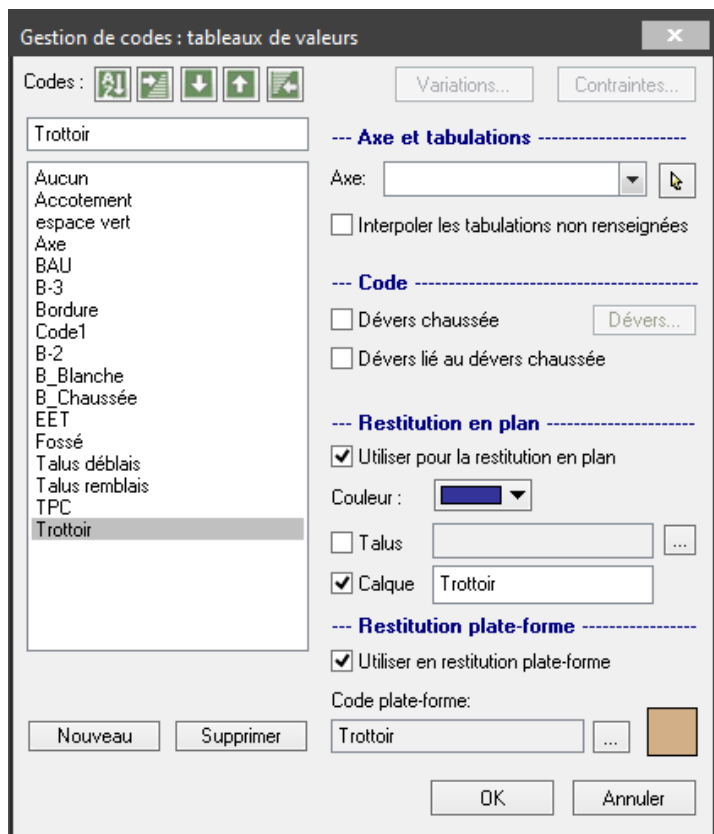 Gestion de codes : tableaux de valeurs
Codes :
Variations...
Contraintes...
Trottoir
Aucun
Accotement
espace vert
Axe
BAU
B-3
Bordure
Code1
B-2
B_Blanche
B_Chaussée
EET
Fossé
Talus déblais
Talus remblais
TPC
Trottoir
Nouveau
Supprimer
--- Axe et tabulations ---------------------
Axe:
Interpoler les tabulations non renseignées
--- Code ----------------------------------------
Dévers chaussée
Dévers...
Dévers lié au dévers chaussée
--- Restitution en plan ---------------------
Utiliser pour la restitution en plan
Couleur :
Talus
...
Calque
Trottoir
--- Restitution plate-forme ----------------
Utiliser en restitution plate-forme
Code plate-forme:
Trottoir
...
OK
Annuler